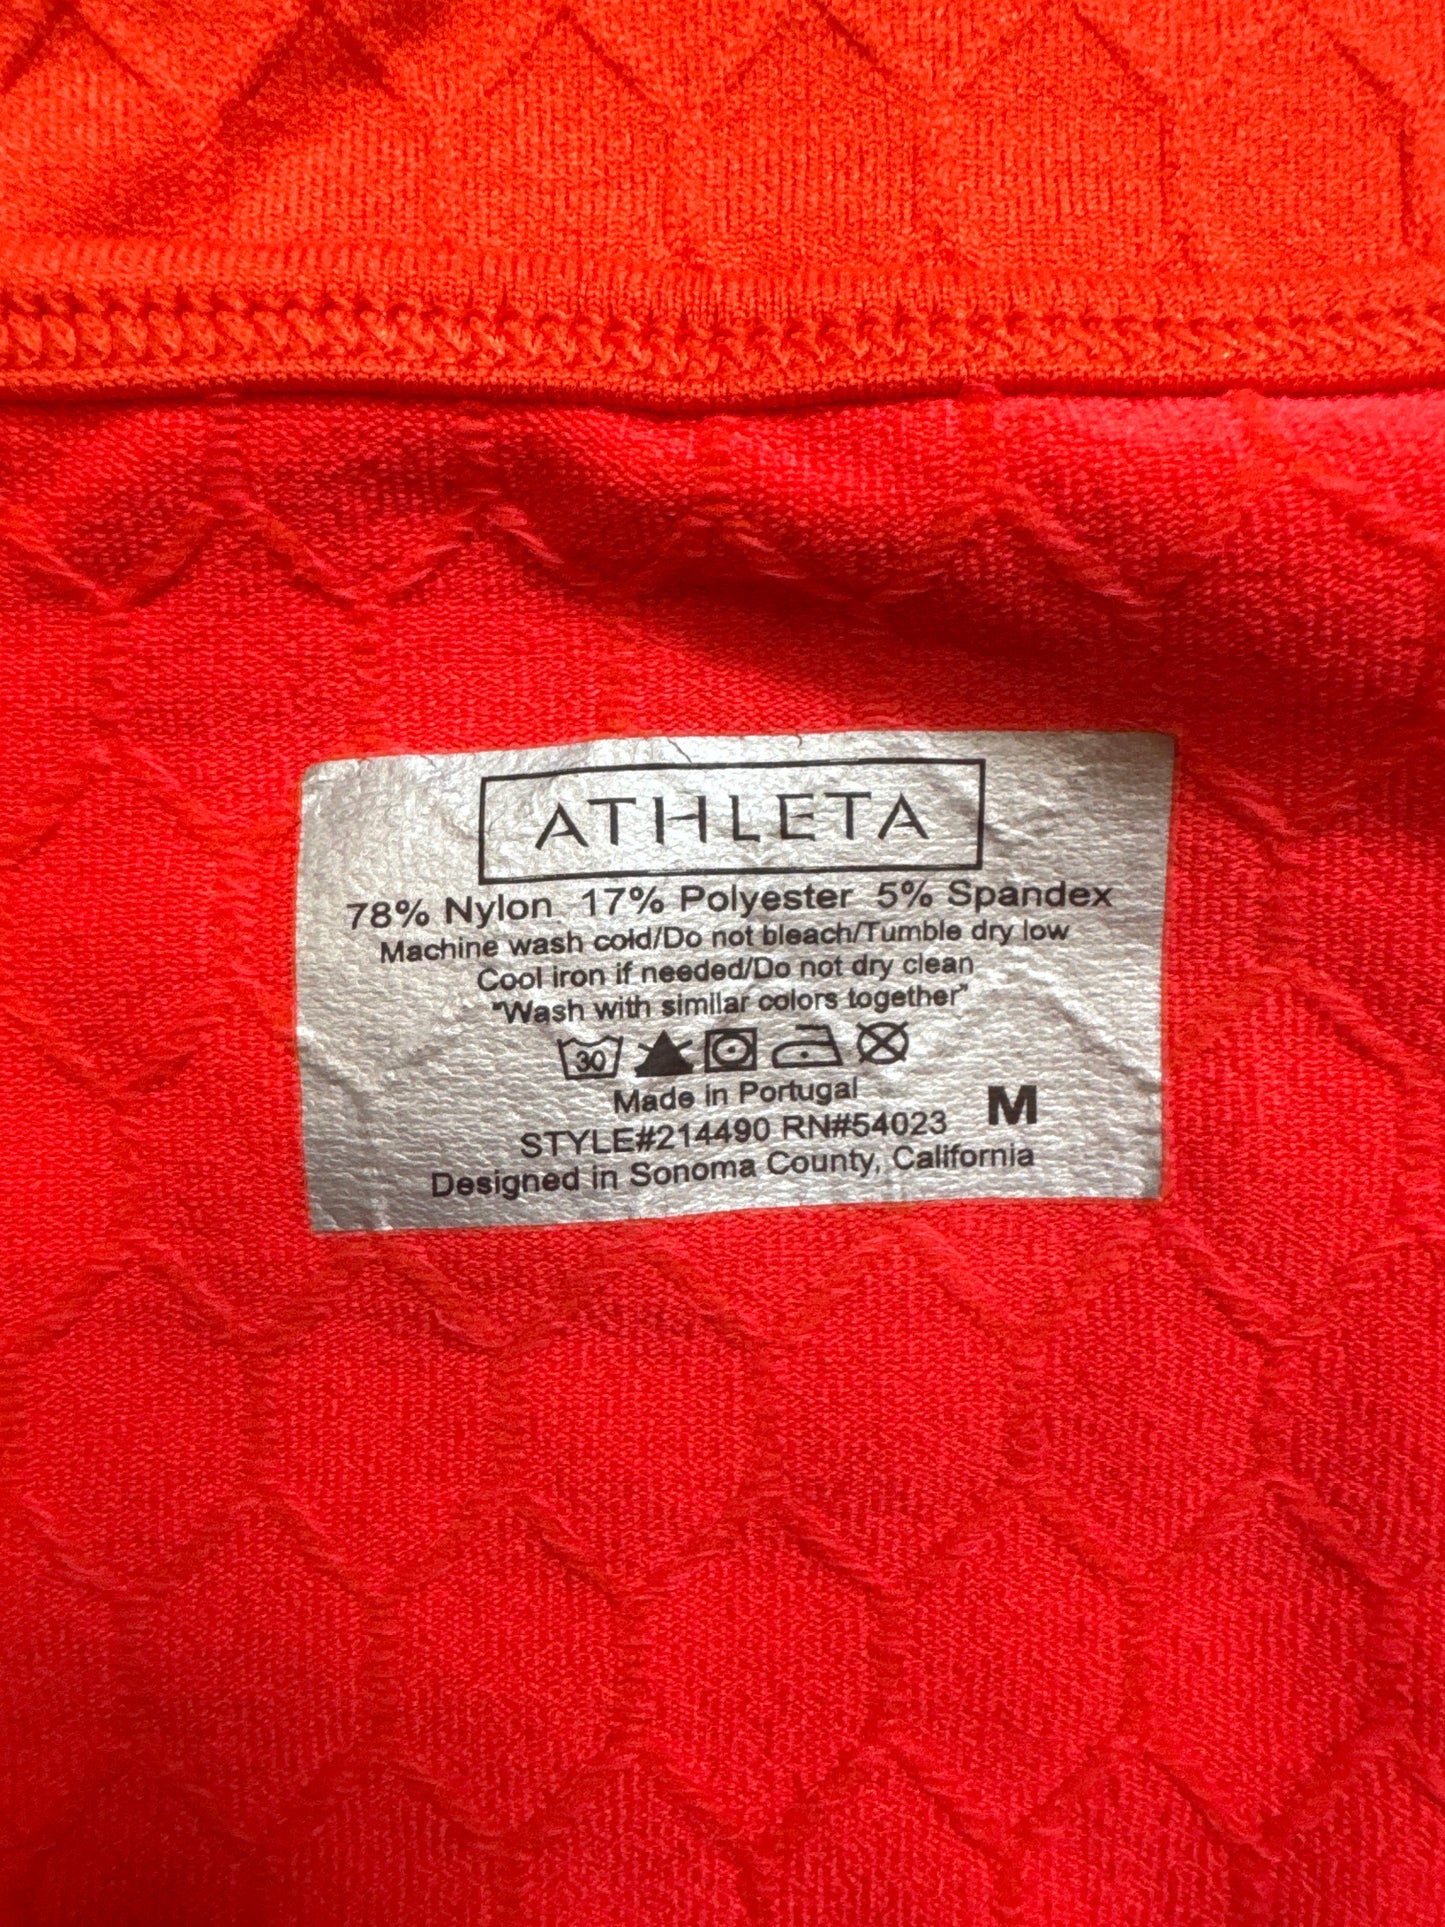 ATHLETA
78% Nylon 17% Polyester 5% Spandex
Machine wash cold/Do not bleach/Tumble dry low
Cool iron if needed/Do not dry clean
"Wash with similar colors together"
30
Made in Portugal
STYLE#214490 RN#54023 M
Designed in Sonoma County, California